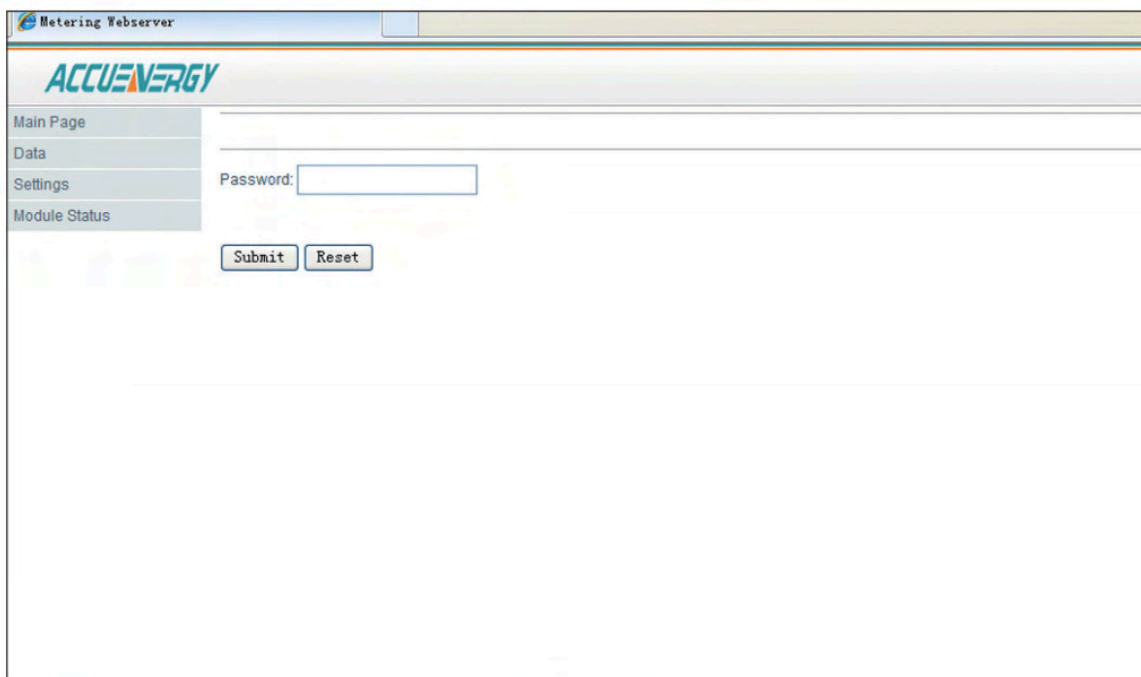 Metering Webserver
ACCUENERGY
Main Page
Data
Settings
Module Status
Password:
Submit Reset